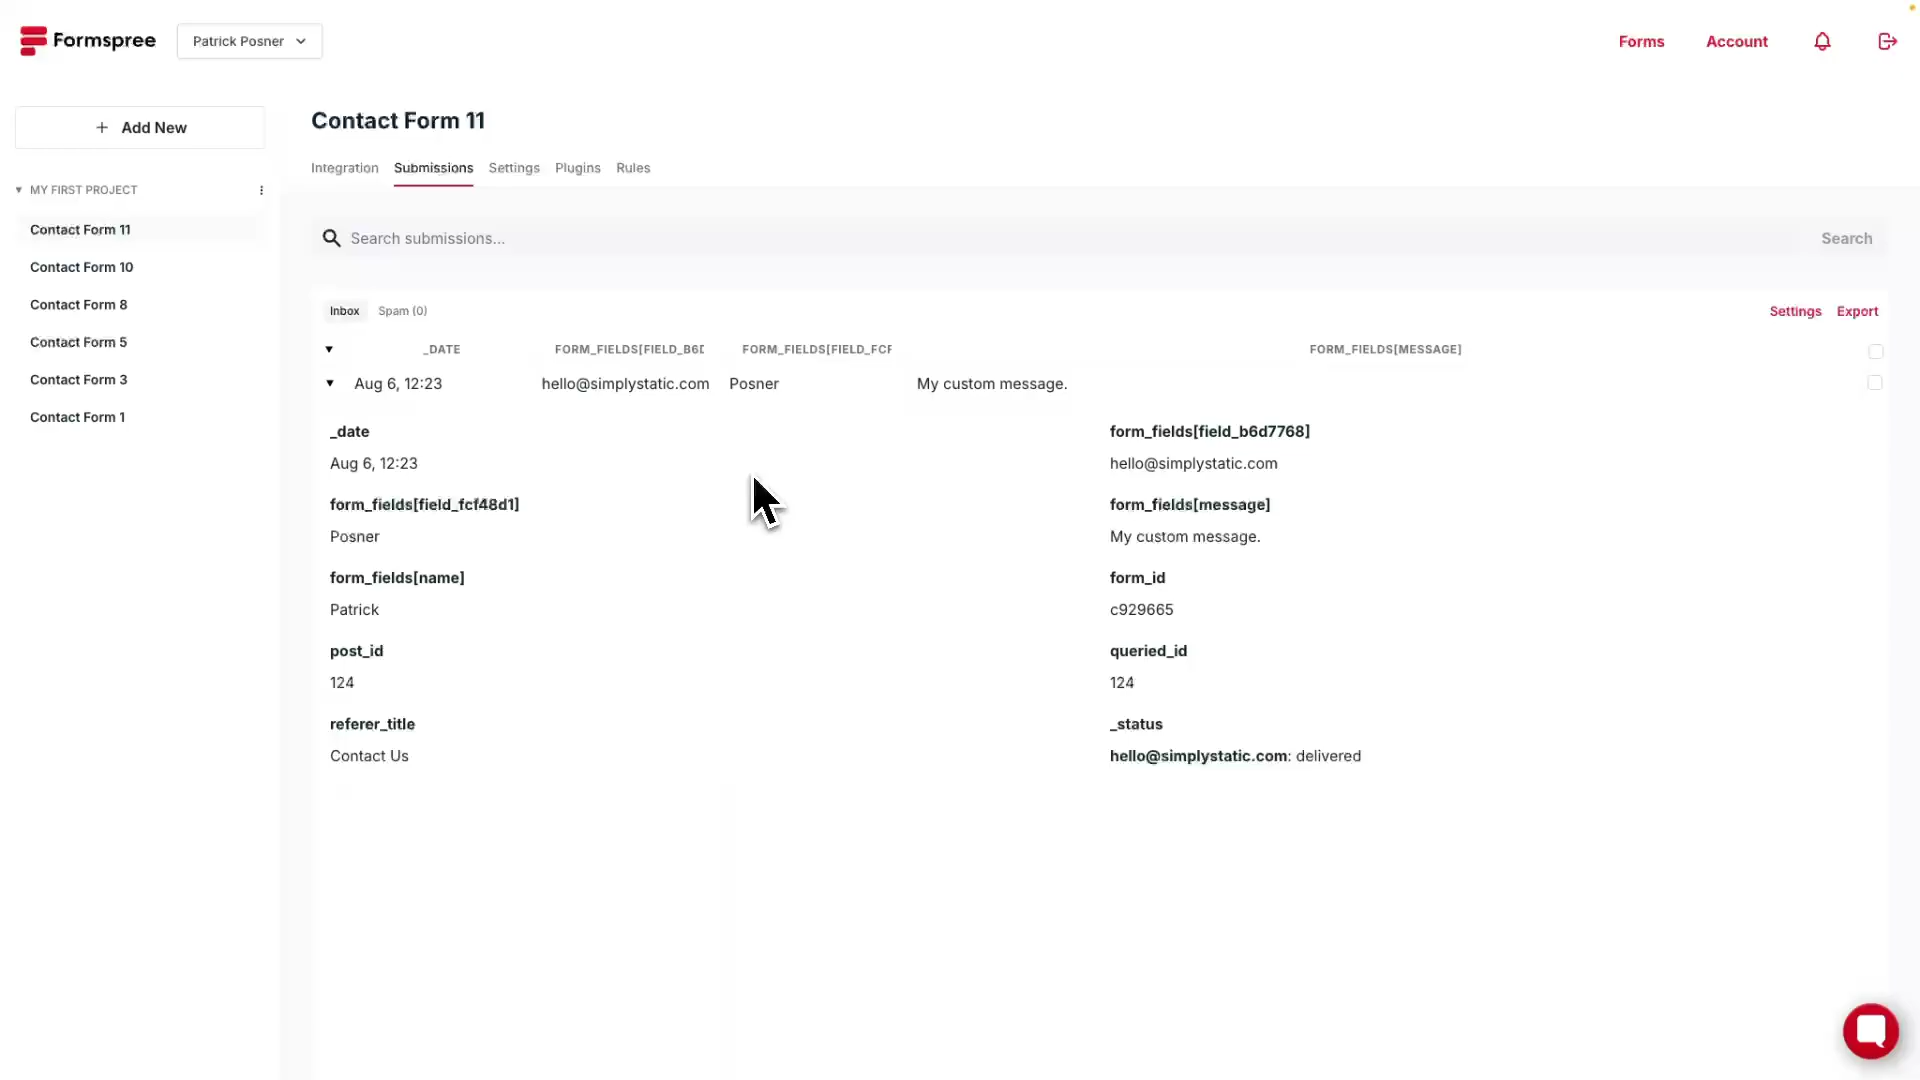 Formspree
Patrick Posner
Forms
Account
Add New
MY FIRST PROJECT
Contact Form 11
Contact Form 10
Contact Form 8
Contact Form 5
Contact Form 3
Contact Form 1
Contact Form 11
Integration
Submissions
Settings
Plugins
Rules
Search submissions...
Search
Inbox
Spam (0)
Settings
Export
_DATE
FORM_FIELDS[FIELD_B6D
FORM_FIELDS[FIELD_FCF
FORM_FIELDS[MESSAGE]
Aug 6, 12:23
hello@simplystatic.com
Posner
My custom message.
_date
Aug 6, 12:23
form_fields[field_b6d7768]
hello@simplystatic.com
form_fields[field_fcf48d1]
Posner
form_fields[message]
My custom message.
form_fields[name]
Patrick
form_id
c929665
post_id
124
queried_id
124
referer_title
Contact Us
_status
hello@simplystatic.com: delivered